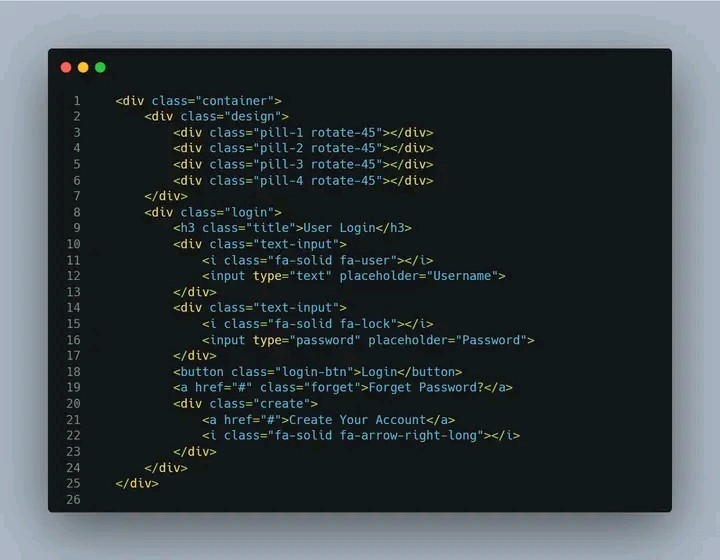 1 <div class="container">
2 <div class="design">
3 <div class="pill-1 rotate-45"></div>
4 <div class="pill-2 rotate-45"></div>
5 <div class="pill-3 rotate-45"></div>
6 <div class="pill-4 rotate-45"></div>
7 </div>
8 <div class="login">
9 <h3 class="title">User Login</h3>
10 <div class="text-input">
11 <i class="fa-solid fa-user"></i>
12 <input type="text" placeholder="Username">
13 </div>
14 <div class="text-input">
15 <i class="fa-solid fa-lock"></i>
16 <input type="password" placeholder="Password">
17 </div>
18 <button class="login-btn">Login</button>
19 <a href="#" class="forget">Forget Password?</a>
20 <div class="create">
21 <a href="#">Create Your Account</a>
22 <i class="fa-solid fa-arrow-right-long"></i>
23 </div>
24 </div>
25 </div>
26